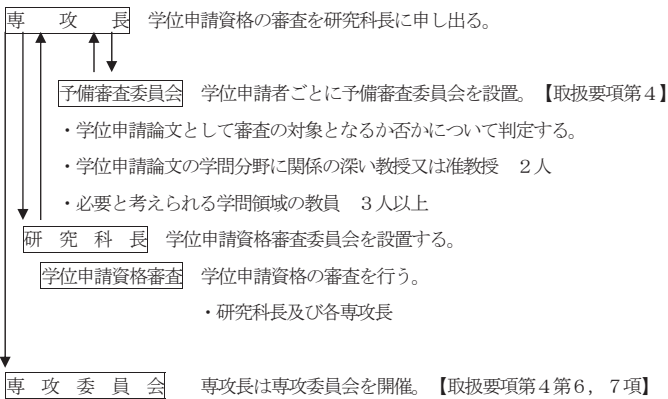 専　攻　長　学位申請資格の審査を研究科長に申し出る。
予備審査委員会　学位申請者ごとに予備審査委員会を設置。【取扱要項第４】
・学位申請論文として審査の対象となるか否かについて判定する。
・学位申請論文の学問分野に関係の深い教授又は准教授　２人
・必要と考えられる学問領域の教員　３人以上
研　究　科　長　学位申請資格審査委員会を設置する。
学位申請資格審査　学位申請資格の審査を行う。
・研究科長及び各専攻長
専　攻　委　員　会　専攻長は専攻委員会を開催。【取扱要項第４第６，７項】